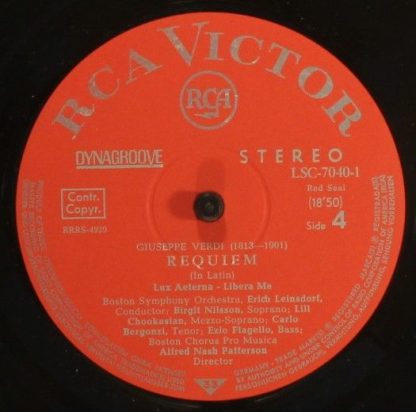 RCA VICTOR
RCA
DYNAGROOVE
STEREO
LSC-7040-1
Red Seal
(18'50)
Side 4
Contr.
Copyr.
RRRS-4939
GIUSEPPE VERDI (1813—1901)
REQUIEM
(In Latin)
Lux Aeterna - Libera Me
Boston Symphony Orchestra, Erich Leinsdorf,
Conductor; Birgit Nilsson, Soprano; Lili
Chookasian, Mezzo-Soprano; Carlo
Bergonzi, Tenor; Ezio Flagello, Bass;
Boston Chorus Pro Musica
Alfred Nash Patterson
Director
33